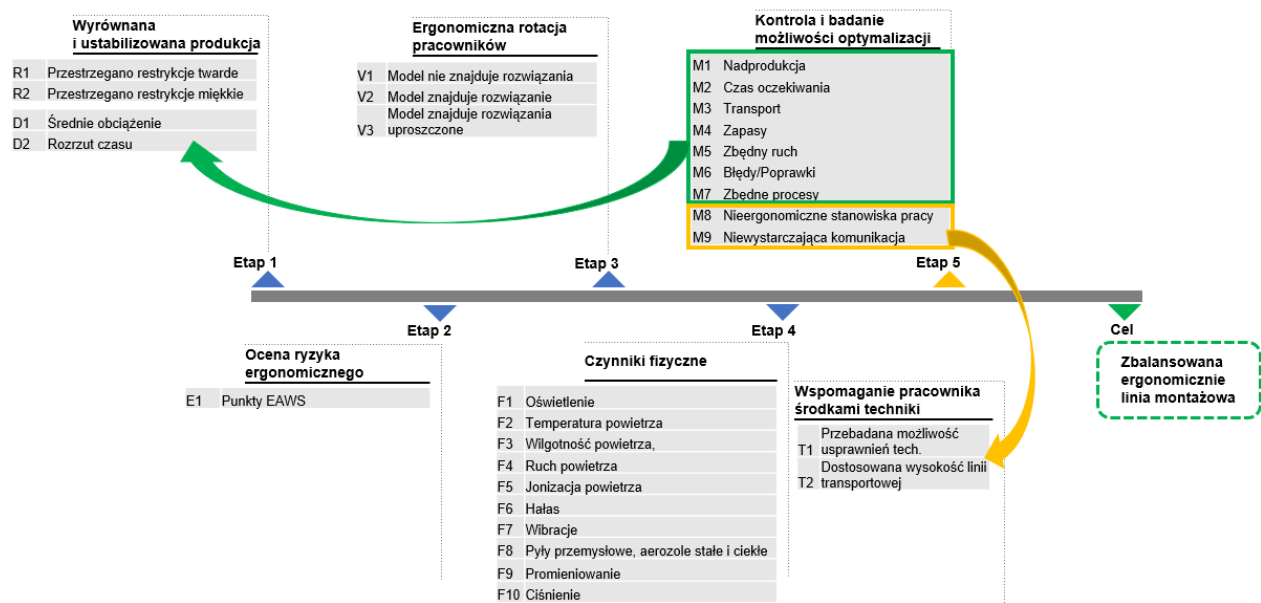 Wyrównana
i ustabilizowana produkcja
R1 Przestrzegano restrykcje twarde
R2 Przestrzegano restrykcje miękkie
D1 Średnie obciążenie
D2 Rozrzut czasu
Ergonomiczna rotacja
pracowników
V1 Model nie znajduje rozwiązania
V2 Model znajduje rozwiązanie
Model znajduje rozwiązania
V3 uproszczone
Kontrola i badanie
możliwości optymalizacji
M1 Nadprodukcja
M2 Czas oczekiwania
M3 Transport
M4 Zapasy
M5 Zbędny ruch
M6 Błędy/Poprawki
M7 Zbędne procesy
M8 Nieergonomiczne stanowiska pracy
M9 Niewystarczająca komunikacja
Etap 1
Etap 3
Etap 5
Etap 2
Etap 4
Cel
Ocena ryzyka
ergonomicznego
E1 Punkty EAWS
Czynniki fizyczne
F1 Oświetlenie
F2 Temperatura powietrza
F3 Wilgotność powietrza,
F4 Ruch powietrza
F5 Jonizacja powietrza
F6 Hałas
F7 Wibracje
F8 Pyły przemysłowe, aerozole stałe i ciekłe
F9 Promieniowanie
F10 Ciśnienie
Wspomaganie pracownika
środkami techniki
Przebadana możliwość
T1 usprawnień tech.
Dostosowana wysokość linii
T2 transportowej
Zbalansowana
ergonomicznie
linia montażowa